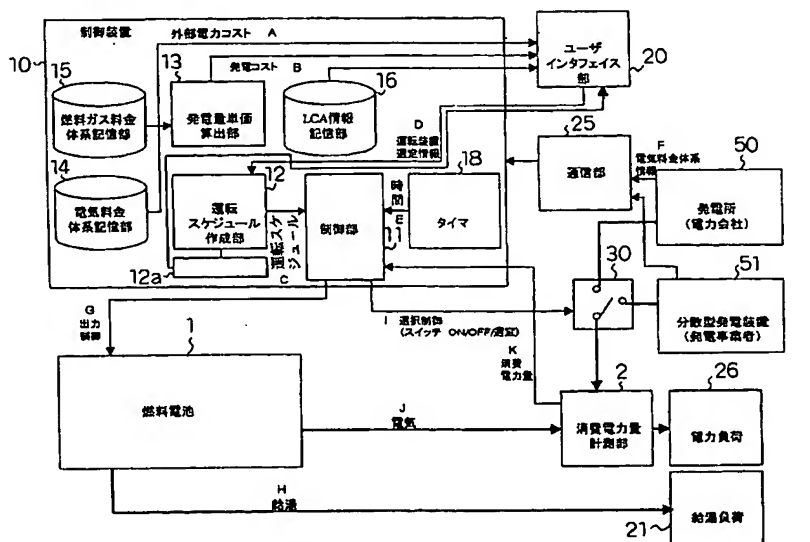 制御装置
外部電力コスト A
10
15
燃料ガス料金
体系記憶部
13
発電量単価
算出部
発電コスト B
16
LCA情報
記憶部
ユーザ
インタフェイス
部
20
D
運転装置
選定情報
14
電気料金
体系記憶部
12
運転
スケジュール
作成部
12a
運転スケ
ジュール
C
制御部
11
時間
E
18
タイマ
25
通信部
F
電気料金体系
情報
50
発電所
(電力会社)
30
51
分散型発電装置
(発電事業者)
G
出力
制御
I 選択制御
(スイッチ ON/OFF/選定)
K
消費
電力量
1
燃料電池
J
電気
2
消費電力量
計測部
26
電力負荷
H
給湯
21
給湯負荷